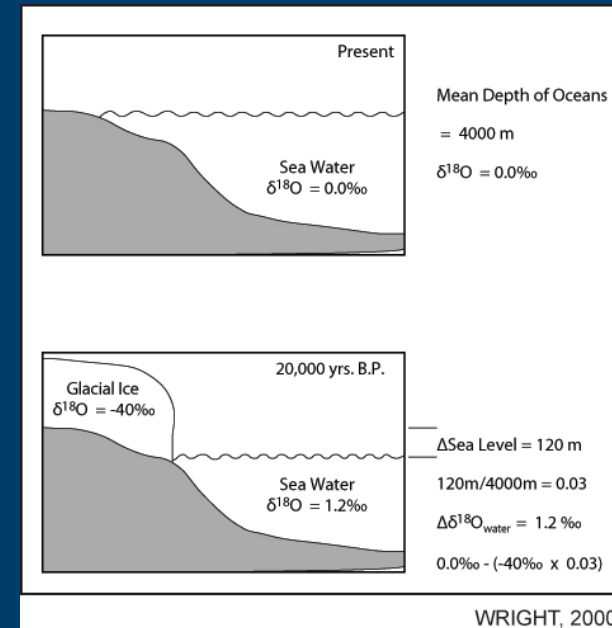 Present
Mean Depth of Oceans
= 4000 m
δ¹⁸O = 0.0‰
Sea Water
δ¹⁸O = 0.0‰
20,000 yrs. B.P.
Glacial Ice
δ¹⁸O = -40‰
Sea Water
δ¹⁸O = 1.2‰
ΔSea Level = 120 m
120m/4000m = 0.03
Δδ¹⁸Owater = 1.2 ‰
0.0‰ - (-40‰ x 0.03)
WRIGHT, 2000